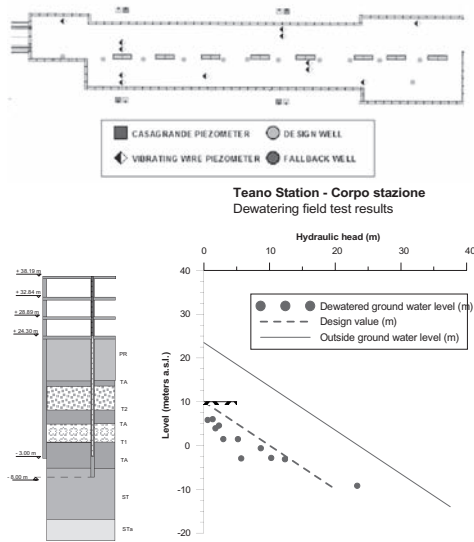 CASAGRANDE PIEZOMETER
DESIGN WELL
VIBRATING WIRE PIEZOMETER
FALLBACK WELL
Teano Station - Corpo stazione
Dewatering field test results
Hydraulic head (m)
0 10 20 30 40
40
30
20
10
0
-10
-20
Level (meters a.s.l.)
Dewatered ground water level (m)
Design value (m)
Outside ground water level (m)
+ 38.19 m
+ 32.84 m
+ 28.89 m
+ 24.30 m
PR
TA
T2
TA
T1
- 3.00 m
TA
- 8.00 m
ST
STa